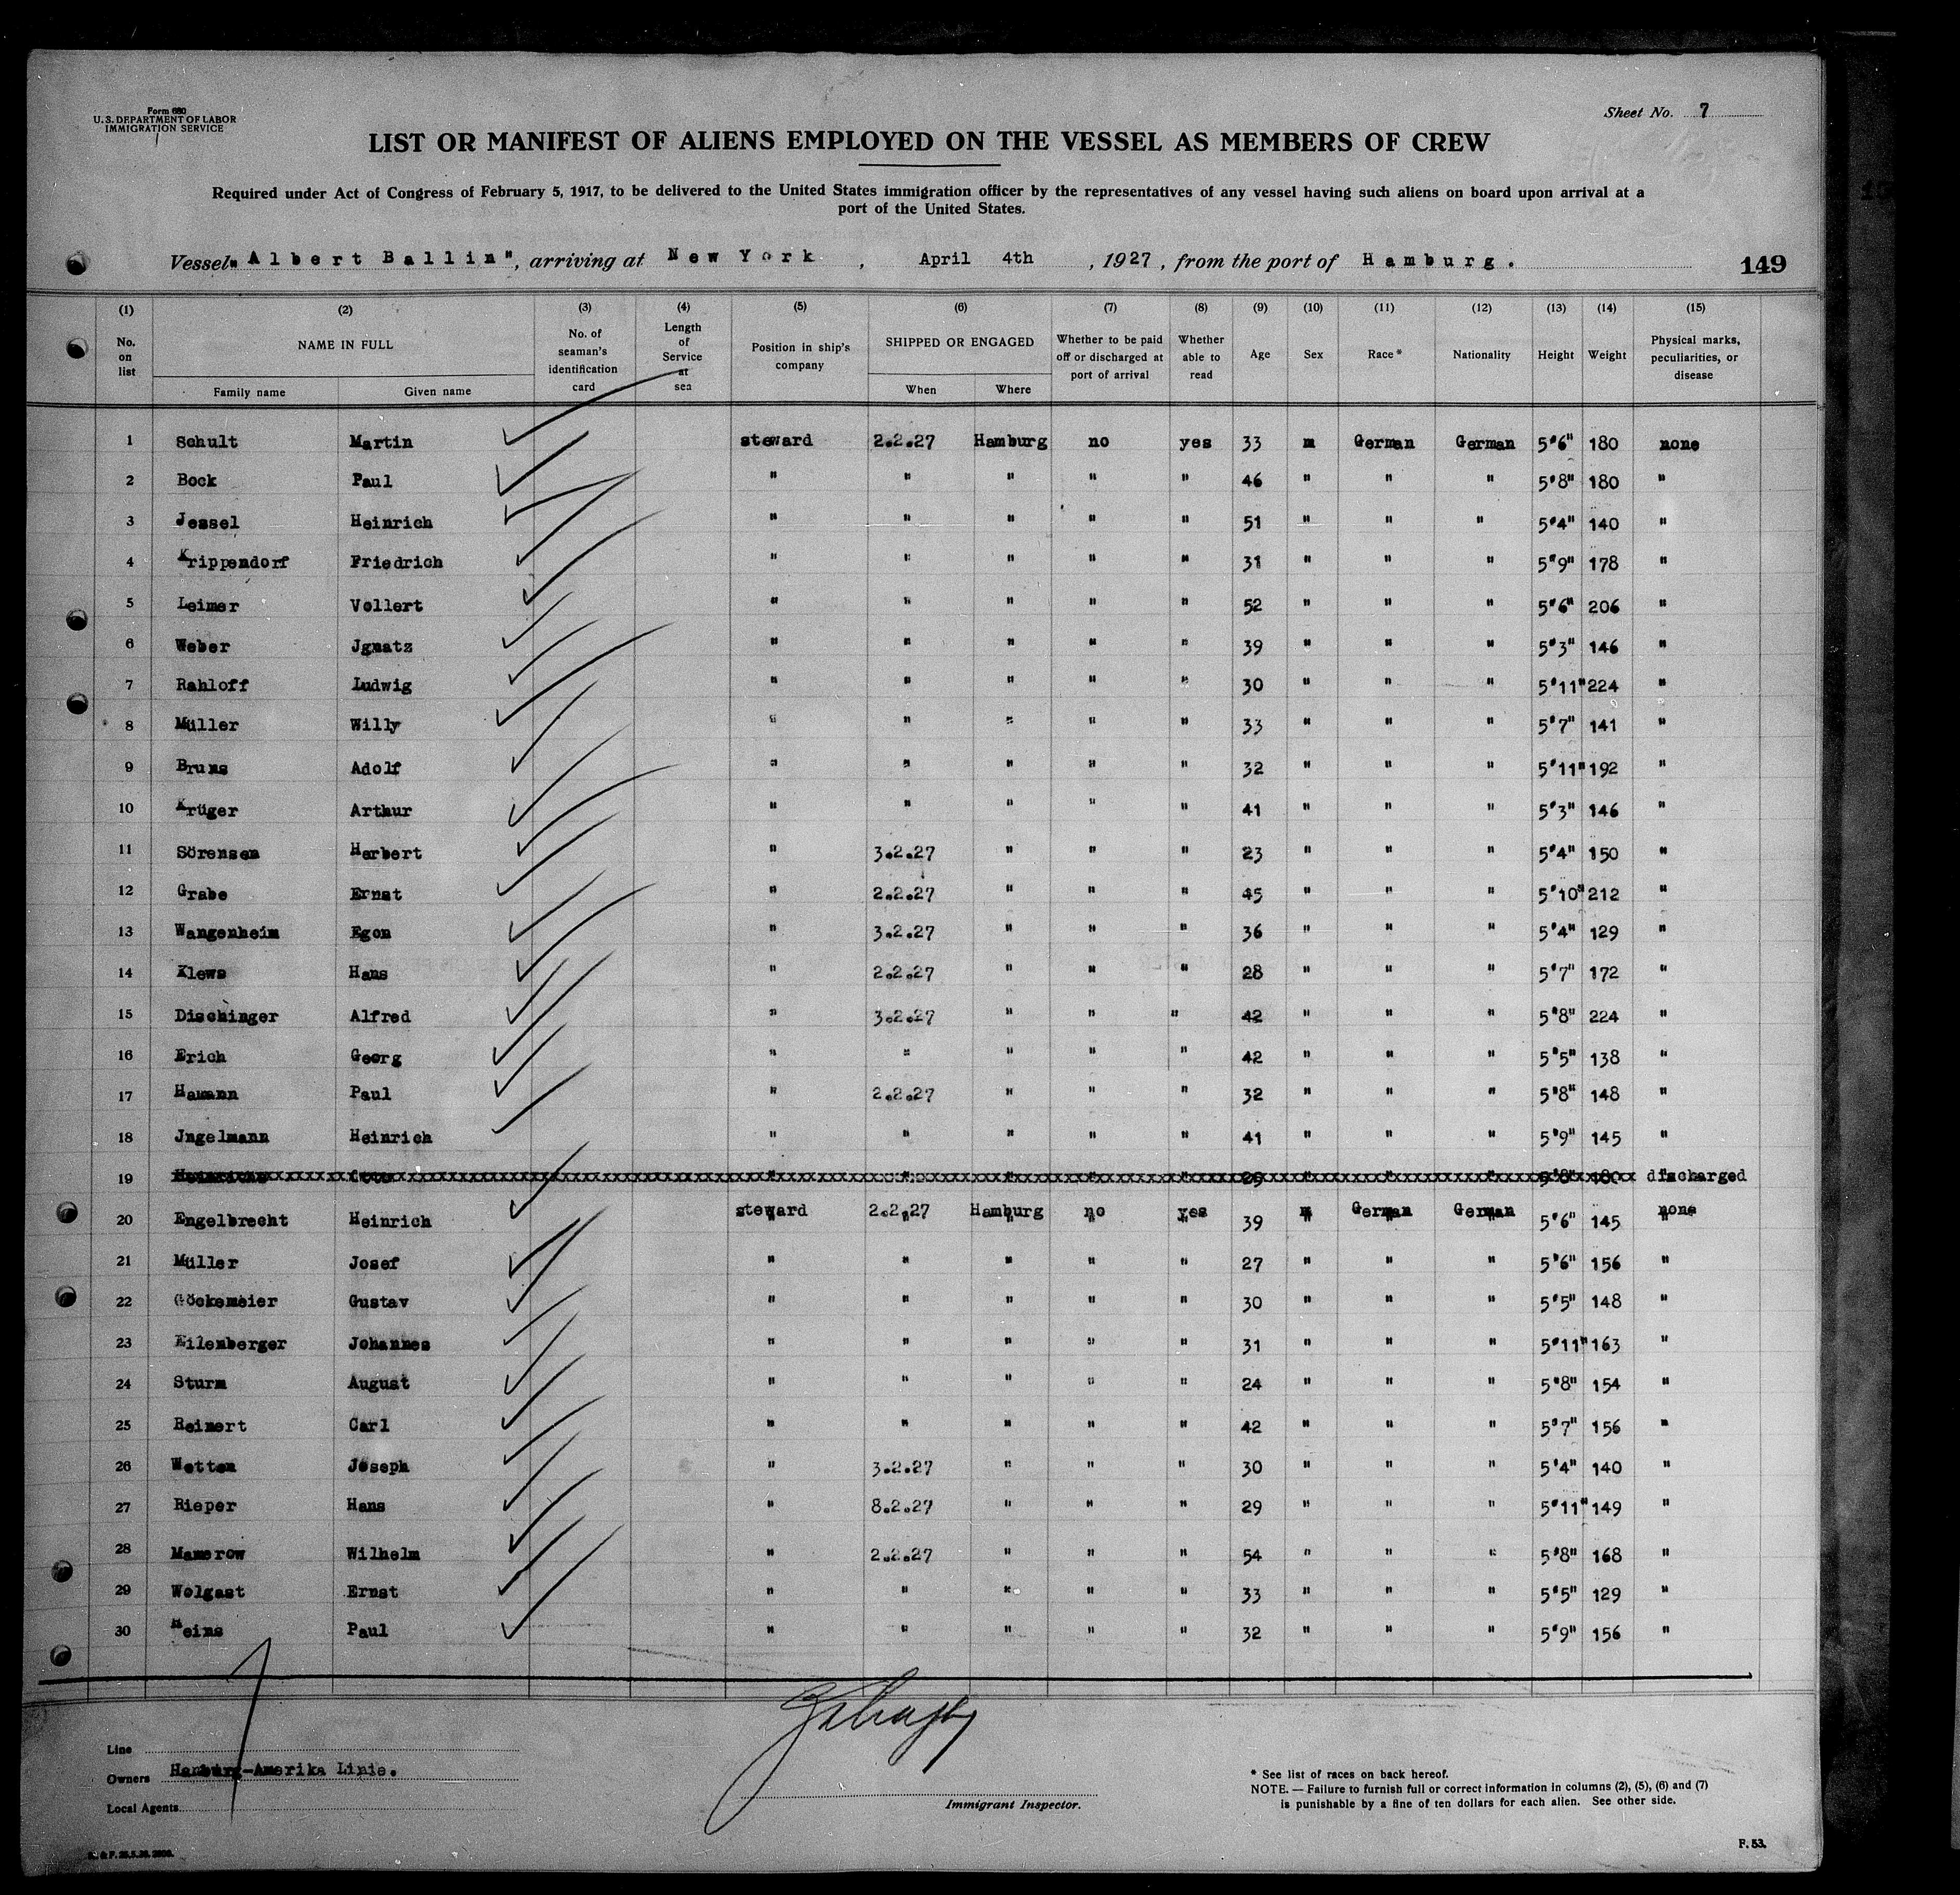 Form 680
U. S. DEPARTMENT OF LABOR
IMMIGRATION SERVICE
Sheet No. 7
LIST OR MANIFEST OF ALIENS EMPLOYED ON THE VESSEL AS MEMBERS OF CREW
Required under Act of Congress of February 5, 1917, to be delivered to the United States immigration officer by the representatives of any vessel having such aliens on board upon arrival at a
port of the United States.
Vessel "Albert Ballin", arriving at New York, April 4th, 1927, from the port of Hamburg. 149
(1) (2) (3) (4) (5) (6) (7) (8) (9) (10) (11) (12) (13) (14) (15)
No. on list NAME IN FULL No. of seaman's identification card Length of Service at sea Position in ship's company SHIPPED OR ENGAGED Whether to be paid off or discharged at port of arrival Whether able to read Age Sex Race* Nationality Height Weight Physical marks, peculiarities, or disease
Family name Given name When Where
1 Schult Martin steward 2.2.27 Hamburg no yes 33 m German German 5'6" 180 none
2 Bock Paul " " " " " 46 " " " 5'8" 180 "
3 Jessel Heinrich " " " " " 51 " " " 5'4" 140 "
4 Krippendorf Friedrich " " " " " 31 " " " 5'9" 178 "
5 Leimer Vollert " " " " " 52 " " " 5'6" 206 "
6 Weber Jgnatz " " " " " 39 " " " 5'3" 146 "
7 Rahloff Ludwig " " " " " 30 " " " 5'11" 224 "
8 Müller Willy " " " " " 33 " " " 5'7" 141 "
9 Bruns Adolf " " " " " 32 " " " 5'11" 192 "
10 Krüger Arthur " " " " " 41 " " " 5'3" 146 "
11 Sörensen Herbert " 3.2.27 " " " 23 " " " 5'4" 150 "
12 Grabe Ernst " 2.2.27 " " " 45 " " " 5'10" 212 "
13 Wangenheim Egon " 3.2.27 " " " 36 " " " 5'4" 129 "
14 Klews Hans " 2.2.27 " " " 28 " " " 5'7" 172 "
15 Dischinger Alfred " 3.2.27 " " " 42 " " " 5'8" 224 "
16 Erich Georg " " " " " 42 " " " 5'5" 138 "
17 Hamann Paul " 2.2.27 " " " 32 " " " 5'8" 148 "
18 Jngelmann Heinrich " " " " " 41 " " " 5'9" 145 "
19 discharged
20 Engelbrecht Heinrich steward 2.2.27 Hamburg no yes 39 m German German 5'6" 145 none
21 Müller Josef " " " " " 27 " " " 5'6" 156 "
22 Göckemeier Gustav " " " " " 30 " " " 5'5" 148 "
23 Eilenberger Johannes " " " " " 31 " " " 5'11" 163 "
24 Sturm August " " " " " 24 " " " 5'8" 154 "
25 Reinert Carl " " " " " 42 " " " 5'7" 156 "
26 Wetten Joseph " 3.2.27 " " " 30 " " " 5'4" 140 "
27 Rieper Hans " 8.2.27 " " " 29 " " " 5'11" 149 "
28 Mamerow Wilhelm " 2.2.27 " " " 54 " " " 5'8" 168 "
29 Wolgast Ernst " " " " " 33 " " " 5'5" 129 "
30 Heins Paul " " " " " 32 " " " 5'9" 156 "
Line
Owners Hamburg-Amerika Linie.
Local Agents
Immigrant Inspector.
* See list of races on back hereof.
NOTE. — Failure to furnish full or correct information in columns (2), (5), (6) and (7)
is punishable by a fine of ten dollars for each alien. See other side.
F. 53.